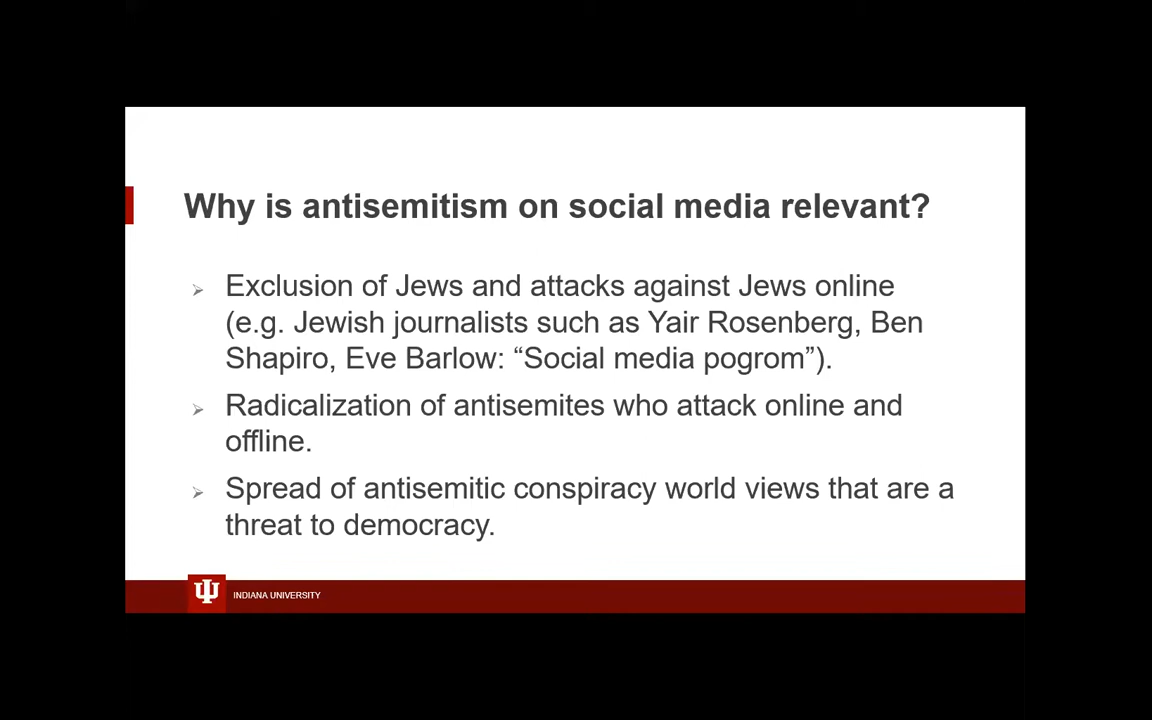 Why is antisemitism on social media relevant?
Exclusion of Jews and attacks against Jews online
(e.g. Jewish journalists such as Yair Rosenberg, Ben
Shapiro, Eve Barlow: “Social media pogrom”).
Radicalization of antisemites who attack online and
offline.
Spread of antisemitic conspiracy world views that are a
threat to democracy.
INDIANA UNIVERSITY